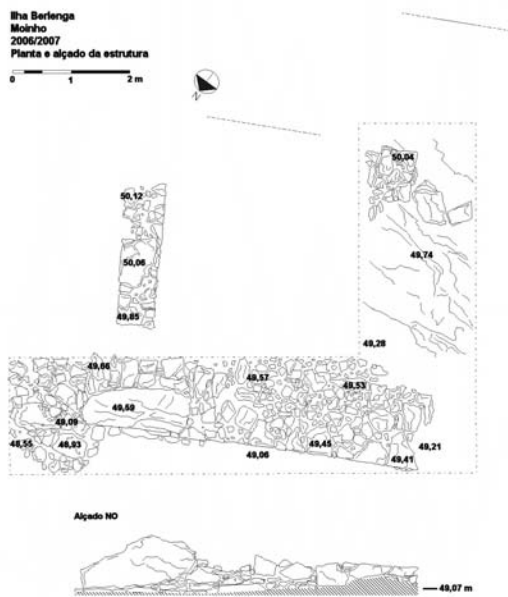 Ilha Berlenga
Moinho
2006/2007
Planta e alçado da estrutura
0 1 2 m
N
50,04
50,12
49,74
50,06
49,85
49,28
49,66
49,57
49,53
49,59
49,09
48,55
48,93
49,45
49,21
49,06
49,41
Alçado NO
49,07 m